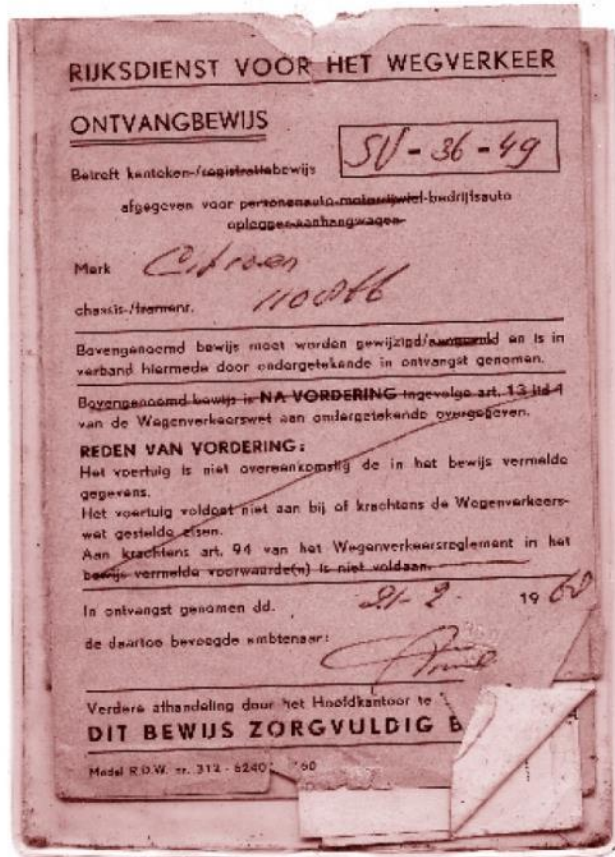 RIJKSDIENST VOOR HET WEGVERKEER
ONTVANGBEWIJS
SV-36-49
Betreft kenteken-/registratiebewijs
afgegeven voor personenauto-motorrijwiel-bedrijfsauto
oplegger-aanhangwagen
Merk Citroen
chassis-/framenr.
Bovengenoemd bewijs moet worden gewijzigd/aangevuld en is in
verband hiermede door ondergetekende in ontvangst genomen.
Bovengenoemd bewijs is NA VORDERING ingevolge art. 13 lid 1
van de Wegenverkeerswet aan ondergetekende overgegeven.
REDEN VAN VORDERING:
Het voertuig is niet overeenkomstig de in het bewijs vermelde
gegevens.
Het voertuig voldoet niet aan bij of krachtens de Wegenverkeers-
wet gestelde eisen.
Aan krachtens art. 94 van het Wegenverkeersreglement in het
bewijs vermelde voorwaarde(n) is niet voldaan.
In ontvangst genomen dd. 21-2- 19
de daartoe bevoegde ambtenaar:
Verdere afhandeling door het Hoofdkantoor te
DIT BEWIJS ZORGVULDIG B
Model R.D.W. nr. 312 - 6240 60